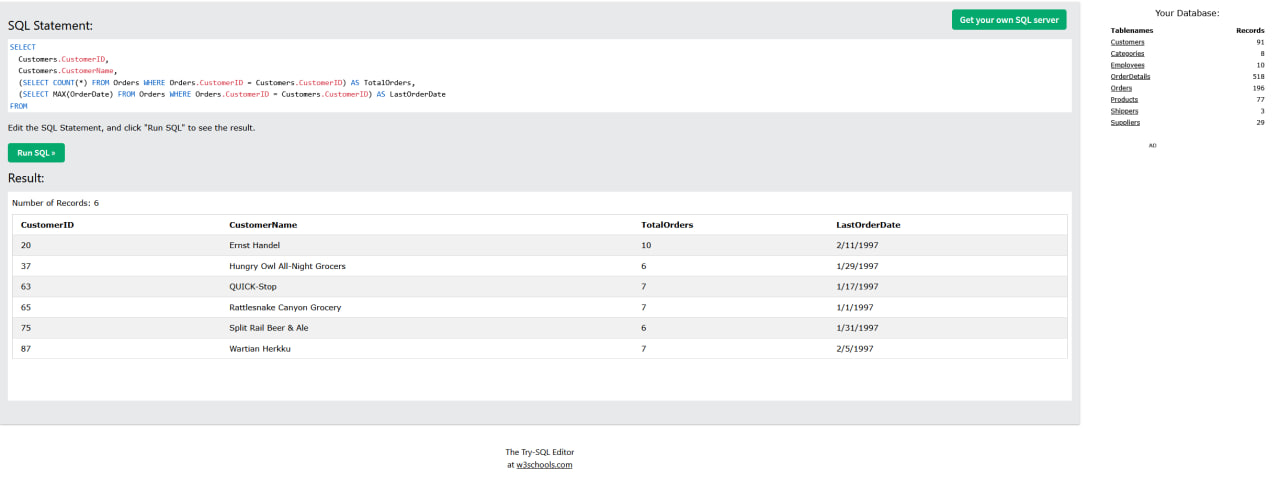 SQL Statement:
Get your own SQL server
SELECT
Customers.CustomerID,
Customers.CustomerName,
(SELECT COUNT(*) FROM Orders WHERE Orders.CustomerID = Customers.CustomerID) AS TotalOrders,
(SELECT MAX(OrderDate) FROM Orders WHERE Orders.CustomerID = Customers.CustomerID) AS LastOrderDate
FROM
Edit the SQL Statement, and click "Run SQL" to see the result.
Run SQL »
Result:
Number of Records: 6
CustomerID CustomerName TotalOrders LastOrderDate
20 Ernst Handel 10 2/11/1997
37 Hungry Owl All-Night Grocers 6 1/29/1997
63 QUICK-Stop 7 1/17/1997
65 Rattlesnake Canyon Grocery 7 1/1/1997
75 Split Rail Beer & Ale 6 1/31/1997
87 Wartian Herkku 7 2/5/1997
Your Database:
Tablenames Records
Customers 91
Categories 8
Employees 10
OrderDetails 518
Orders 196
Products 77
Shippers 3
Suppliers 29
AD
The Try-SQL Editor
at w3schools.com